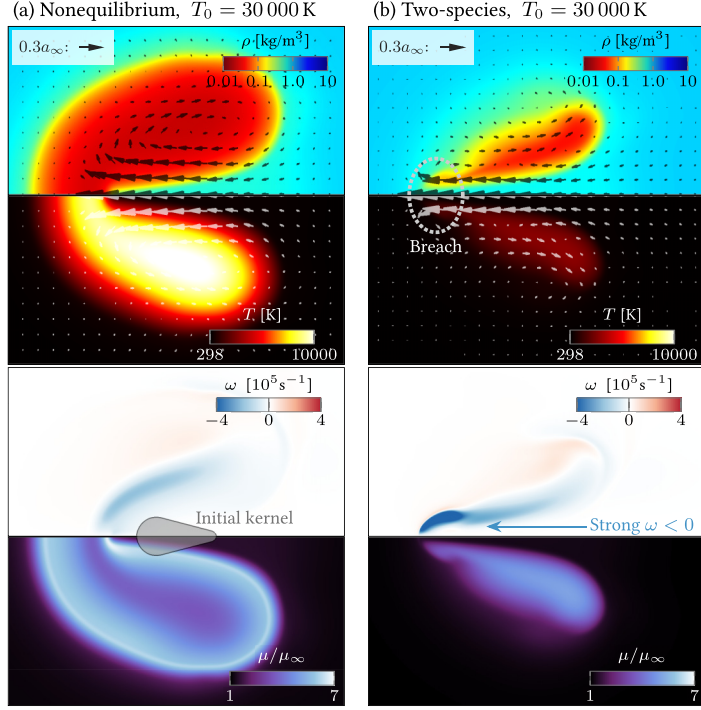 (a) Nonequilibrium, T₀ = 30 000 K
(b) Two-species, T₀ = 30 000 K
0.3a∞:
ρ [kg/m³]
0.01 0.1 1.0 10
0.3a∞:
ρ [kg/m³]
0.01 0.1 1.0 10
Breach
T [K]
298 10000
T [K]
298 10000
ω [10⁵s⁻¹]
−4 0 4
ω [10⁵s⁻¹]
−4 0 4
Initial kernel
Strong ω < 0
μ/μ∞
1 7
μ/μ∞
1 7